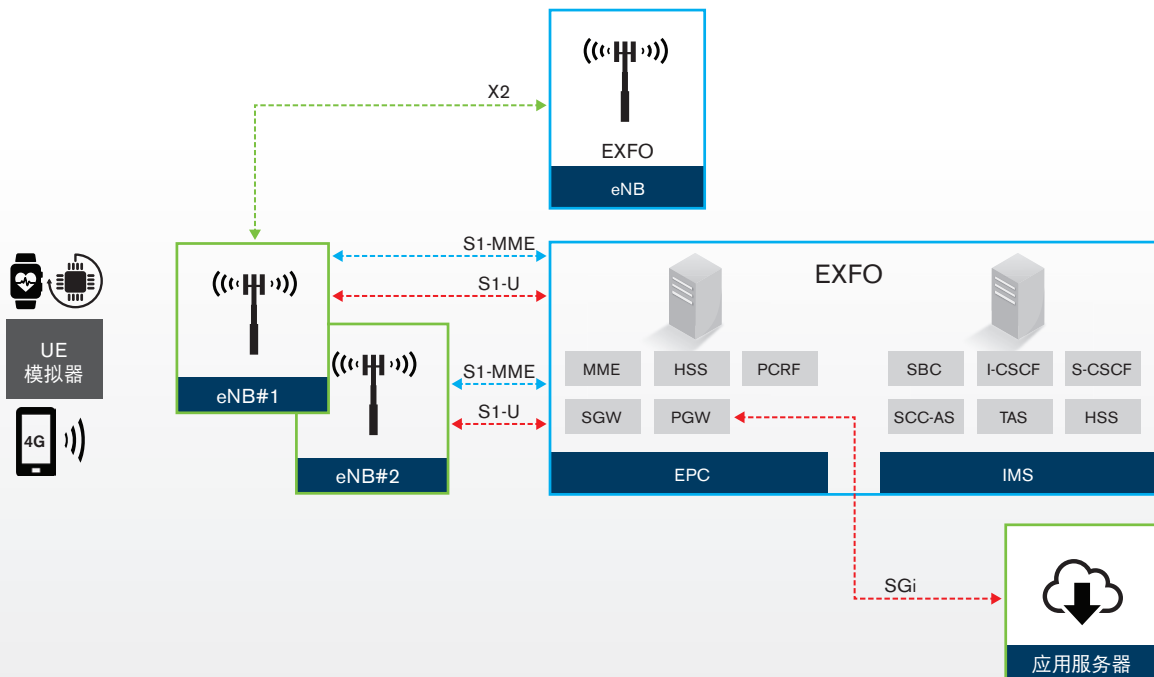 X2
EXFO
eNB
S1-MME
S1-U
EXFO
UE
模拟器
4G
eNB#1
S1-MME
S1-U
eNB#2
MME
HSS
PCRF
SGW
PGW
EPC
SBC
I-CSCF
S-CSCF
SCC-AS
TAS
HSS
IMS
SGi
应用服务器